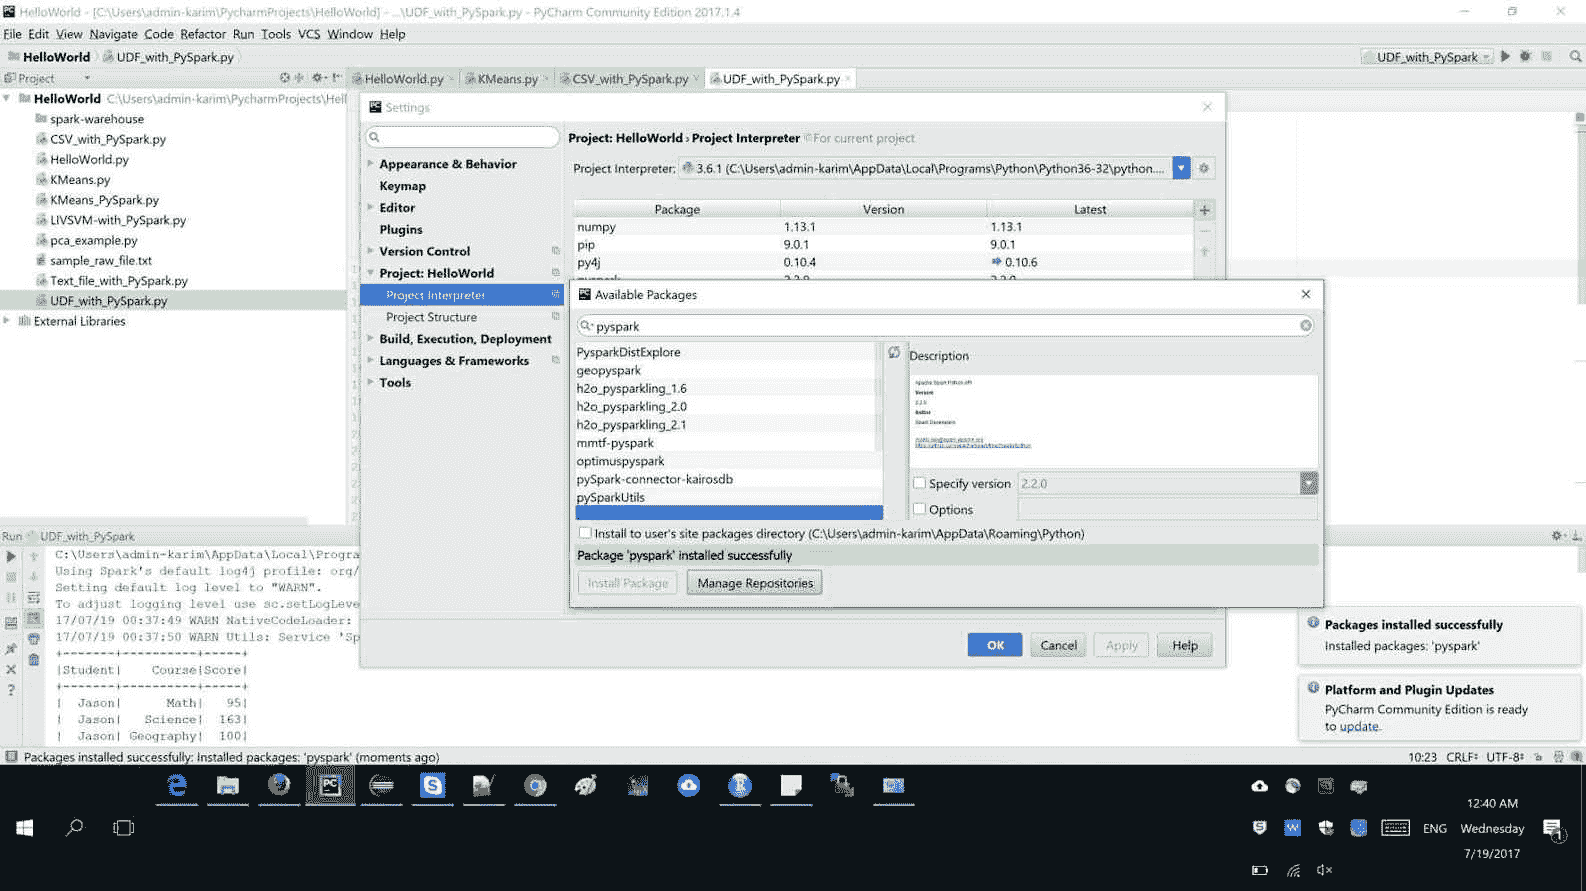 HelloWorld - [C:\Users\admin-karim\PycharmProjects\HelloWorld] - ...\UDF_with_PySpark.py - PyCharm Community Edition 2017.1.4
File Edit View Navigate Code Refactor Run Tools VCS Window Help
HelloWorld UDF_with_PySpark.py
UDF_with_PySpark
Project
HelloWorld.py KMeans.py CSV_with_PySpark.py UDF_with_PySpark.py
HelloWorld C:\Users\admin-karim\PycharmProjects\Hel
spark-warehouse
CSV_with_PySpark.py
HelloWorld.py
KMeans.py
KMeans_PySpark.py
LIVSVM-with_PySpark.py
pca_example.py
sample_raw_file.txt
Text_file_with_PySpark.py
UDF_with_PySpark.py
External Libraries
Settings
Appearance & Behavior
Keymap
Editor
Plugins
Version Control
Project: HelloWorld
Project Interpreter
Project Structure
Build, Execution, Deployment
Languages & Frameworks
Tools
Project: HelloWorld › Project Interpreter For current project
Project Interpreter: 3.6.1 (C:\Users\admin-karim\AppData\Local\Programs\Python\Python36-32\python....
Package Version Latest
numpy 1.13.1 1.13.1
pip 9.0.1 9.0.1
py4j 0.10.4 0.10.6
Available Packages
pyspark
PysparkDistExplore
geopyspark
h2o_pysparkling_1.6
h2o_pysparkling_2.0
h2o_pysparkling_2.1
mmtf-pyspark
optimuspyspark
pySpark-connector-kairosdb
pySparkUtils
Description
Apache Spark Python API
Version
2.2.0
Author
Spark Developers
Specify version 2.2.0
Options
Install to user's site packages directory (C:\Users\admin-karim\AppData\Roaming\Python)
Package 'pyspark' installed successfully
Install Package Manage Repositories
OK Cancel Apply Help
Run UDF_with_PySpark
C:\Users\admin-karim\AppData\Local\Progra
Using Spark's default log4j profile: org/
Setting default log level to "WARN".
To adjust logging level use sc.setLogLeve
17/07/19 00:37:49 WARN NativeCodeLoader:
17/07/19 00:37:50 WARN Utils: Service 'Sp
+-------+---------+-----+
|Student|   Course|Score|
+-------+---------+-----+
|  Jason|     Math|   95|
|  Jason|  Science|  163|
|  Jason|Geography|  100|
Packages installed successfully
Installed packages: 'pyspark'
Platform and Plugin Updates
PyCharm Community Edition is ready
to update.
Packages installed successfully: Installed packages: 'pyspark' (moments ago)
10:23 CRLF UTF-8
12:40 AM
ENG Wednesday
7/19/2017